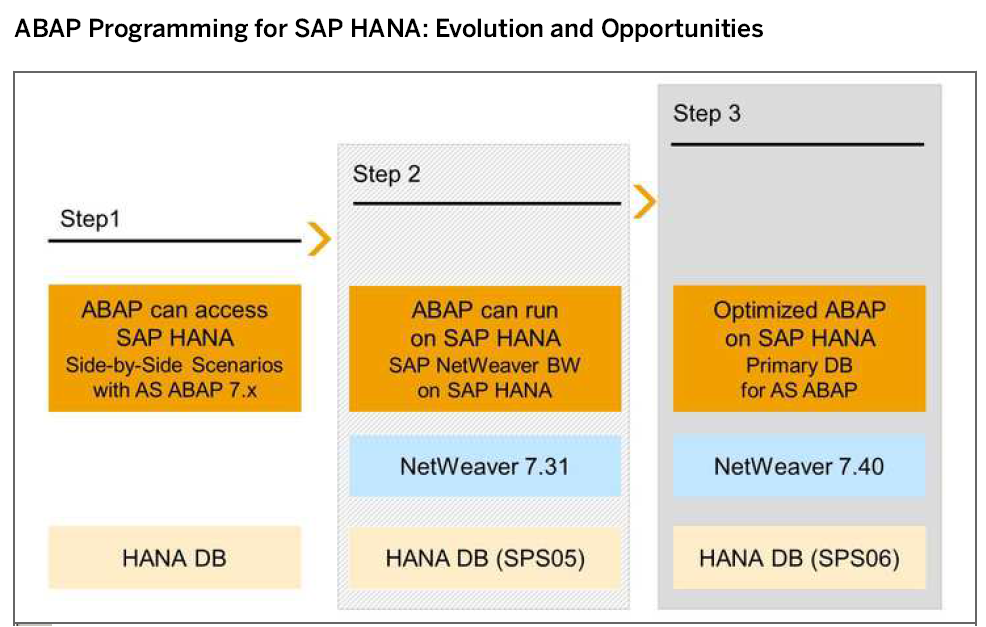 ABAP Programming for SAP HANA: Evolution and Opportunities
Step1
ABAP can access
SAP HANA
Side-by-Side Scenarios
with AS ABAP 7.x
HANA DB
Step 2
ABAP can run
on SAP HANA
SAP NetWeaver BW
on SAP HANA
NetWeaver 7.31
HANA DB (SPS05)
Step 3
Optimized ABAP
on SAP HANA
Primary DB
for AS ABAP
NetWeaver 7.40
HANA DB (SPS06)